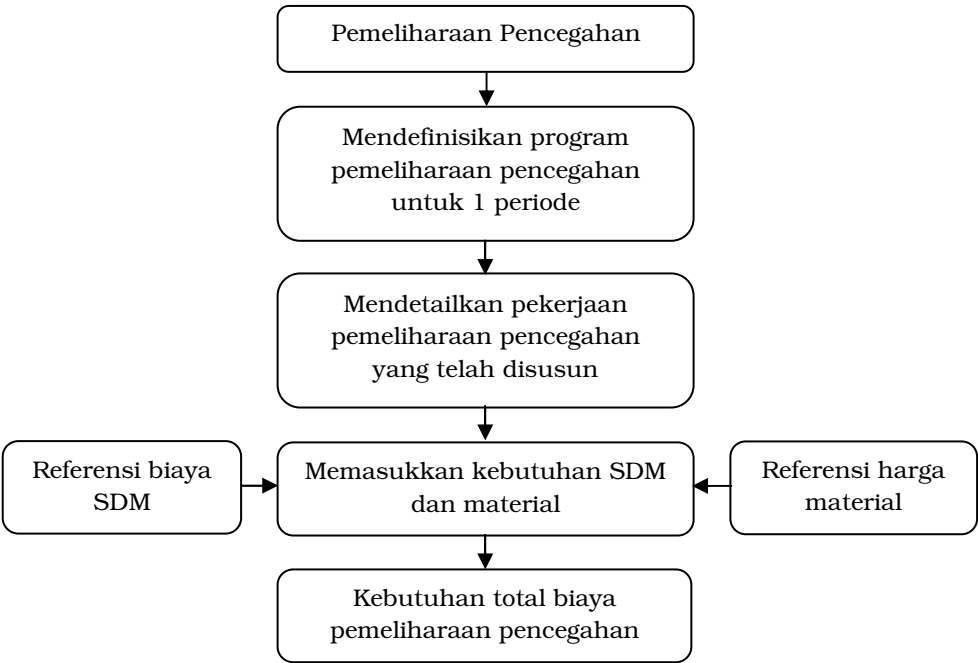 Pemeliharaan Pencegahan
Mendefinisikan program
pemeliharaan pencegahan
untuk 1 periode
Mendetailkan pekerjaan
pemeliharaan pencegahan
yang telah disusun
Referensi biaya
SDM
Memasukkan kebutuhan SDM
dan material
Referensi harga
material
Kebutuhan total biaya
pemeliharaan pencegahan